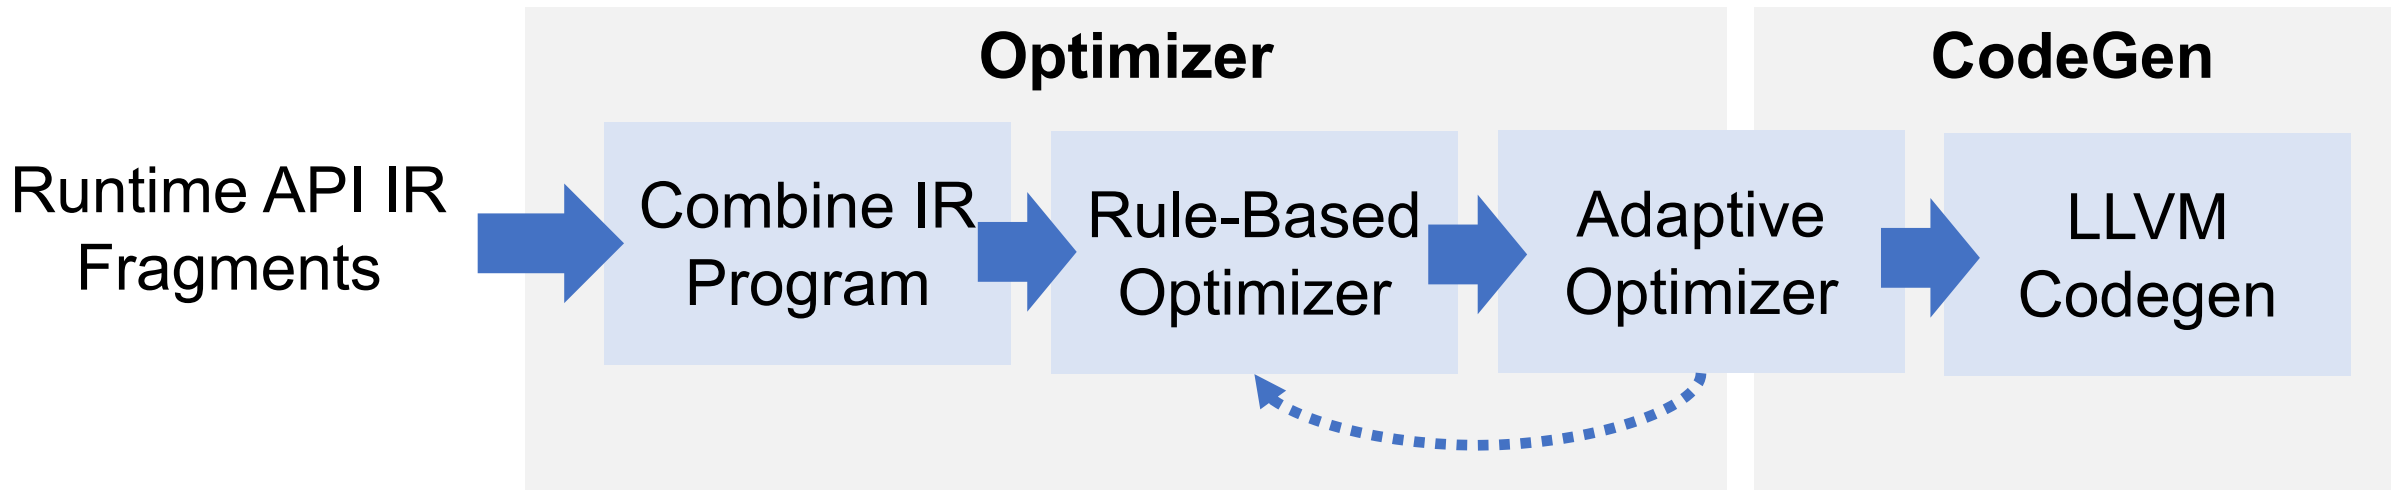 Optimizer
CodeGen
Runtime API IR
Fragments
Combine IR
Program
Rule-Based
Optimizer
Adaptive
Optimizer
LLVM
Codegen